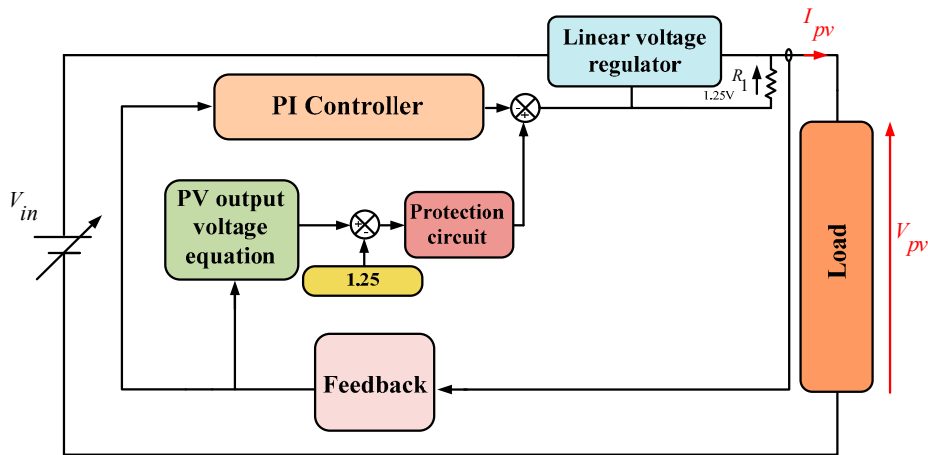 I pv
Linear voltage
regulator
R1
1.25V
PI Controller
- +
V in
PV output
voltage
equation
+ -
Protection
circuit
1.25
Load
V pv
Feedback